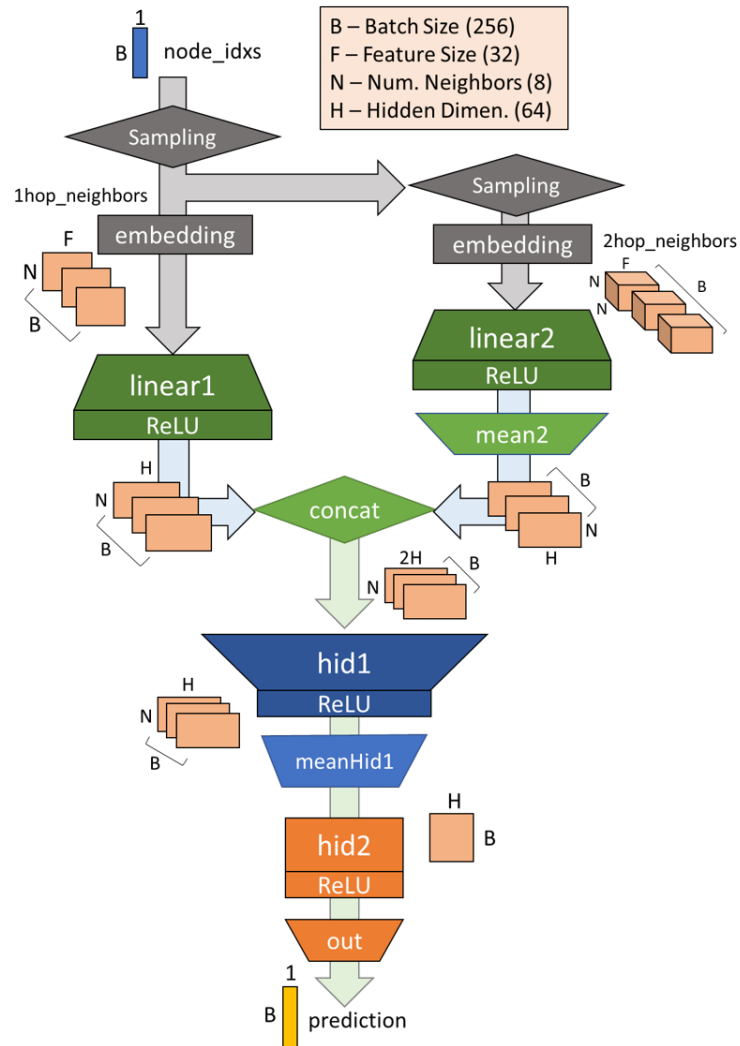 1
B
node_idxs
B – Batch Size (256)
F – Feature Size (32)
N – Num. Neighbors (8)
H – Hidden Dimen. (64)
Sampling
Sampling
1hop_neighbors
embedding
embedding
2hop_neighbors
F
N
B
F
N
N
B
linear1
ReLU
linear2
ReLU
mean2
H
N
B
concat
B
N
H
2H
N
B
hid1
ReLU
H
N
B
meanHid1
hid2
ReLU
H
B
out
1
B
prediction